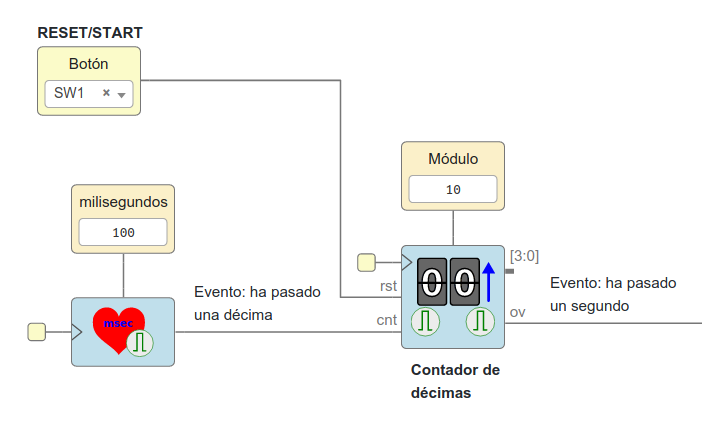 RESET/START
Botón
SW1 ×
Módulo
10
milisegundos
100
[3:0]
Evento: ha pasado
un segundo
rst
Evento: ha pasado
una décima
00
msec
cnt
ov
Contador de
décimas